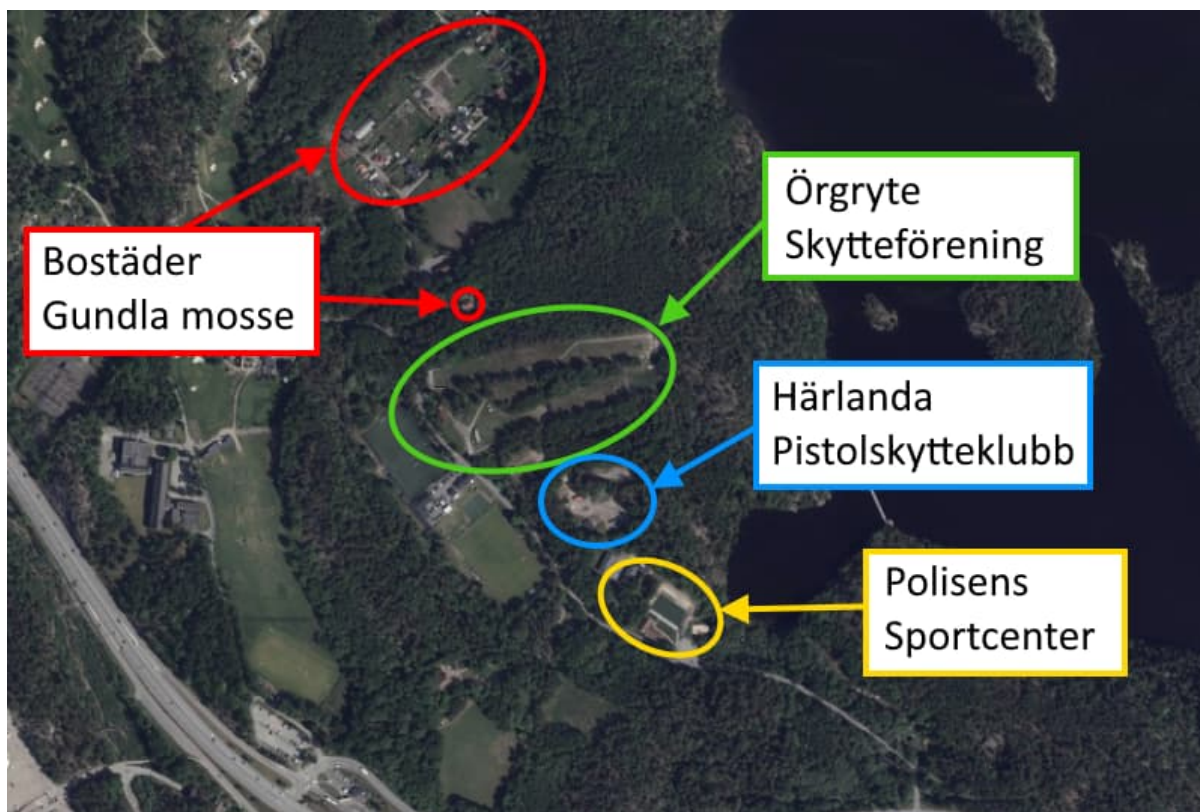 Örgryte
Skytteförening
Bostäder
Gundla mosse
Härlanda
Pistolskytteklubb
Polisens
Sportcenter